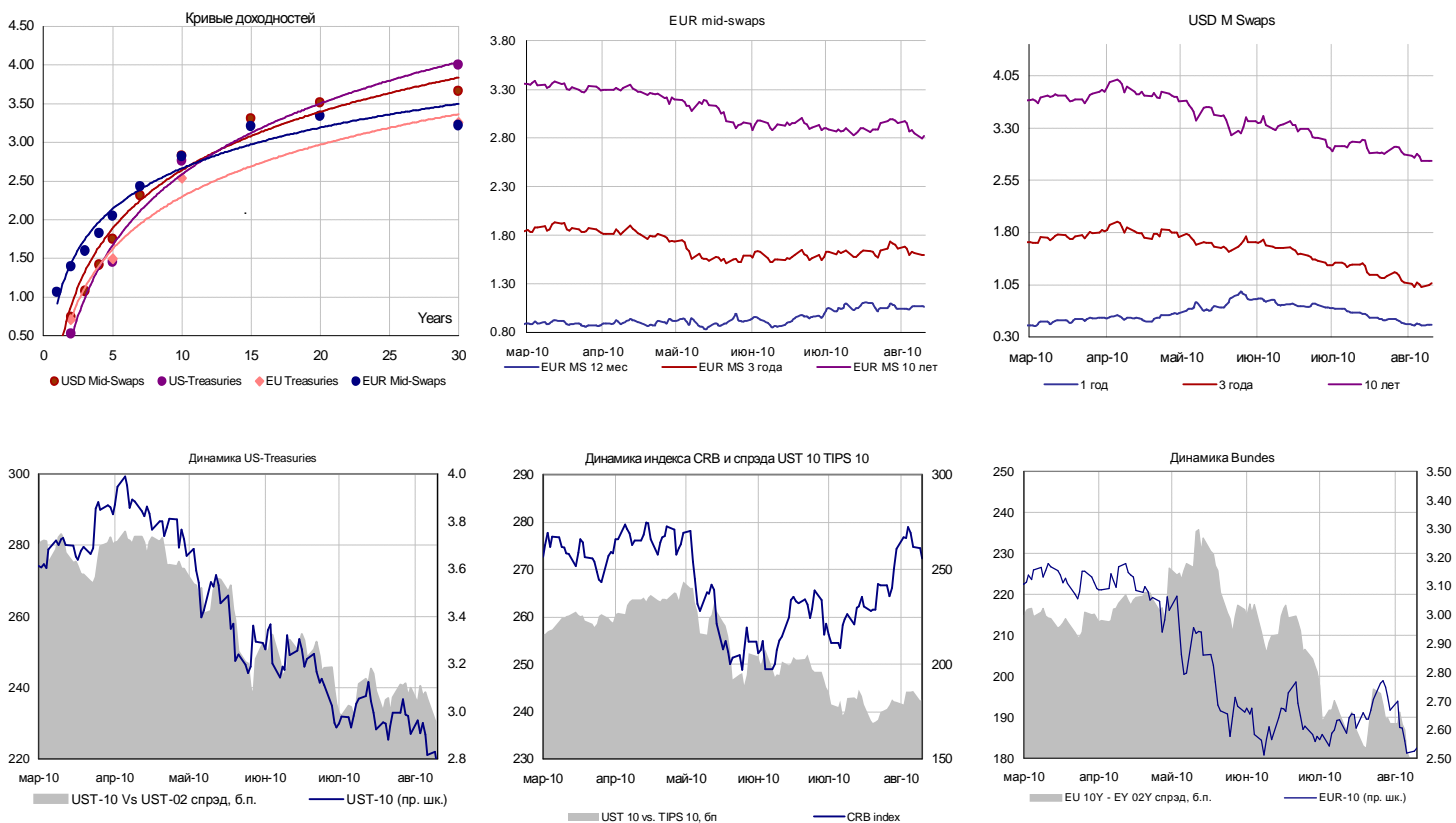 Кривые доходностей
4.50
4.00
3.50
3.00
2.50
2.00
1.50
1.00
0.50
Years
0 5 10 15 20 25 30
USD Mid-Swaps US-Treasuries EU Treasuries EUR Mid-Swaps
EUR mid-swaps
3.80
3.30
2.80
2.30
1.80
1.30
0.80
мар-10 апр-10 май-10 июн-10 июл-10 авг-10
EUR MS 12 мес EUR MS 3 года EUR MS 10 лет
USD M Swaps
4.05
3.30
2.55
1.80
1.05
0.30
мар-10 апр-10 май-10 июн-10 июл-10 авг-10
1 год 3 года 10 лет
Динамика US-Treasuries
300 4.0
280 3.8
3.6
260 3.4
240 3.2
3.0
220 2.8
мар-10 апр-10 май-10 июн-10 июл-10 авг-10
UST-10 Vs UST-02 спрэд, б.п. UST-10 (пр. шк.)
Динамика индекса CRB и спрэда UST 10 TIPS 10
290 300
280
270 250
260
250 200
240
230 150
мар-10 апр-10 май-10 июн-10 июл-10 авг-10
UST 10 vs. TIPS 10, бп CRB index
Динамика Bundes
250 3.50
240 3.40
230 3.30
220 3.20
3.10
210 3.00
200 2.90
2.80
190 2.70
2.60
180 2.50
мар-10 апр-10 май-10 июн-10 июл-10 авг-10
EU 10Y - EY 02Y спрэд, б.п. EUR-10 (пр. шк.)